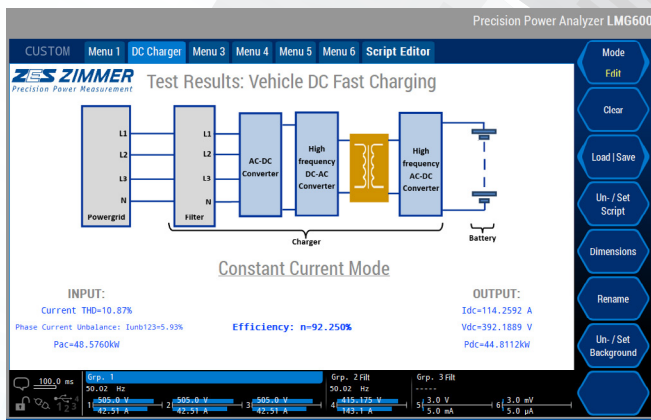 Precision Power Analyzer LMG600
CUSTOM Menu 1 DC Charger Menu 3 Menu 4 Menu 5 Menu 6 Script Editor
Mode
Edit
Clear
Load | Save
Un- / Set
Script
Dimensions
Rename
Un- / Set
Background
ZES ZIMMER
Precision Power Measurement
Test Results: Vehicle DC Fast Charging
L1
L2
L3
N
Powergrid
L1
L2
L3
N
Filter
AC-DC
Converter
High
frequency
DC-AC
Converter
High
frequency
AC-DC
Converter
Charger
Battery
Constant Current Mode
INPUT:
Current THD=10.87%
Phase Current Unbalance: Iunb123=5.93%
Pac=48.5760kW
Efficiency: n=92.250%
OUTPUT:
Idc=114.2592 A
Vdc=392.1889 V
Pdc=44.8112kW
100.0 ms
1 2 3
Grp. 1
50.02 Hz
1 505.0 V
42.51 A
2 505.0 V
42.51 A
3 505.0 V
42.51 A
Grp. 2 Filt
50.02 Hz
4 415.175 V
143.1 A
Grp. 3 Filt
-----
5 3.0 V
5.0 mA
6 3.0 mV
5.0 µA